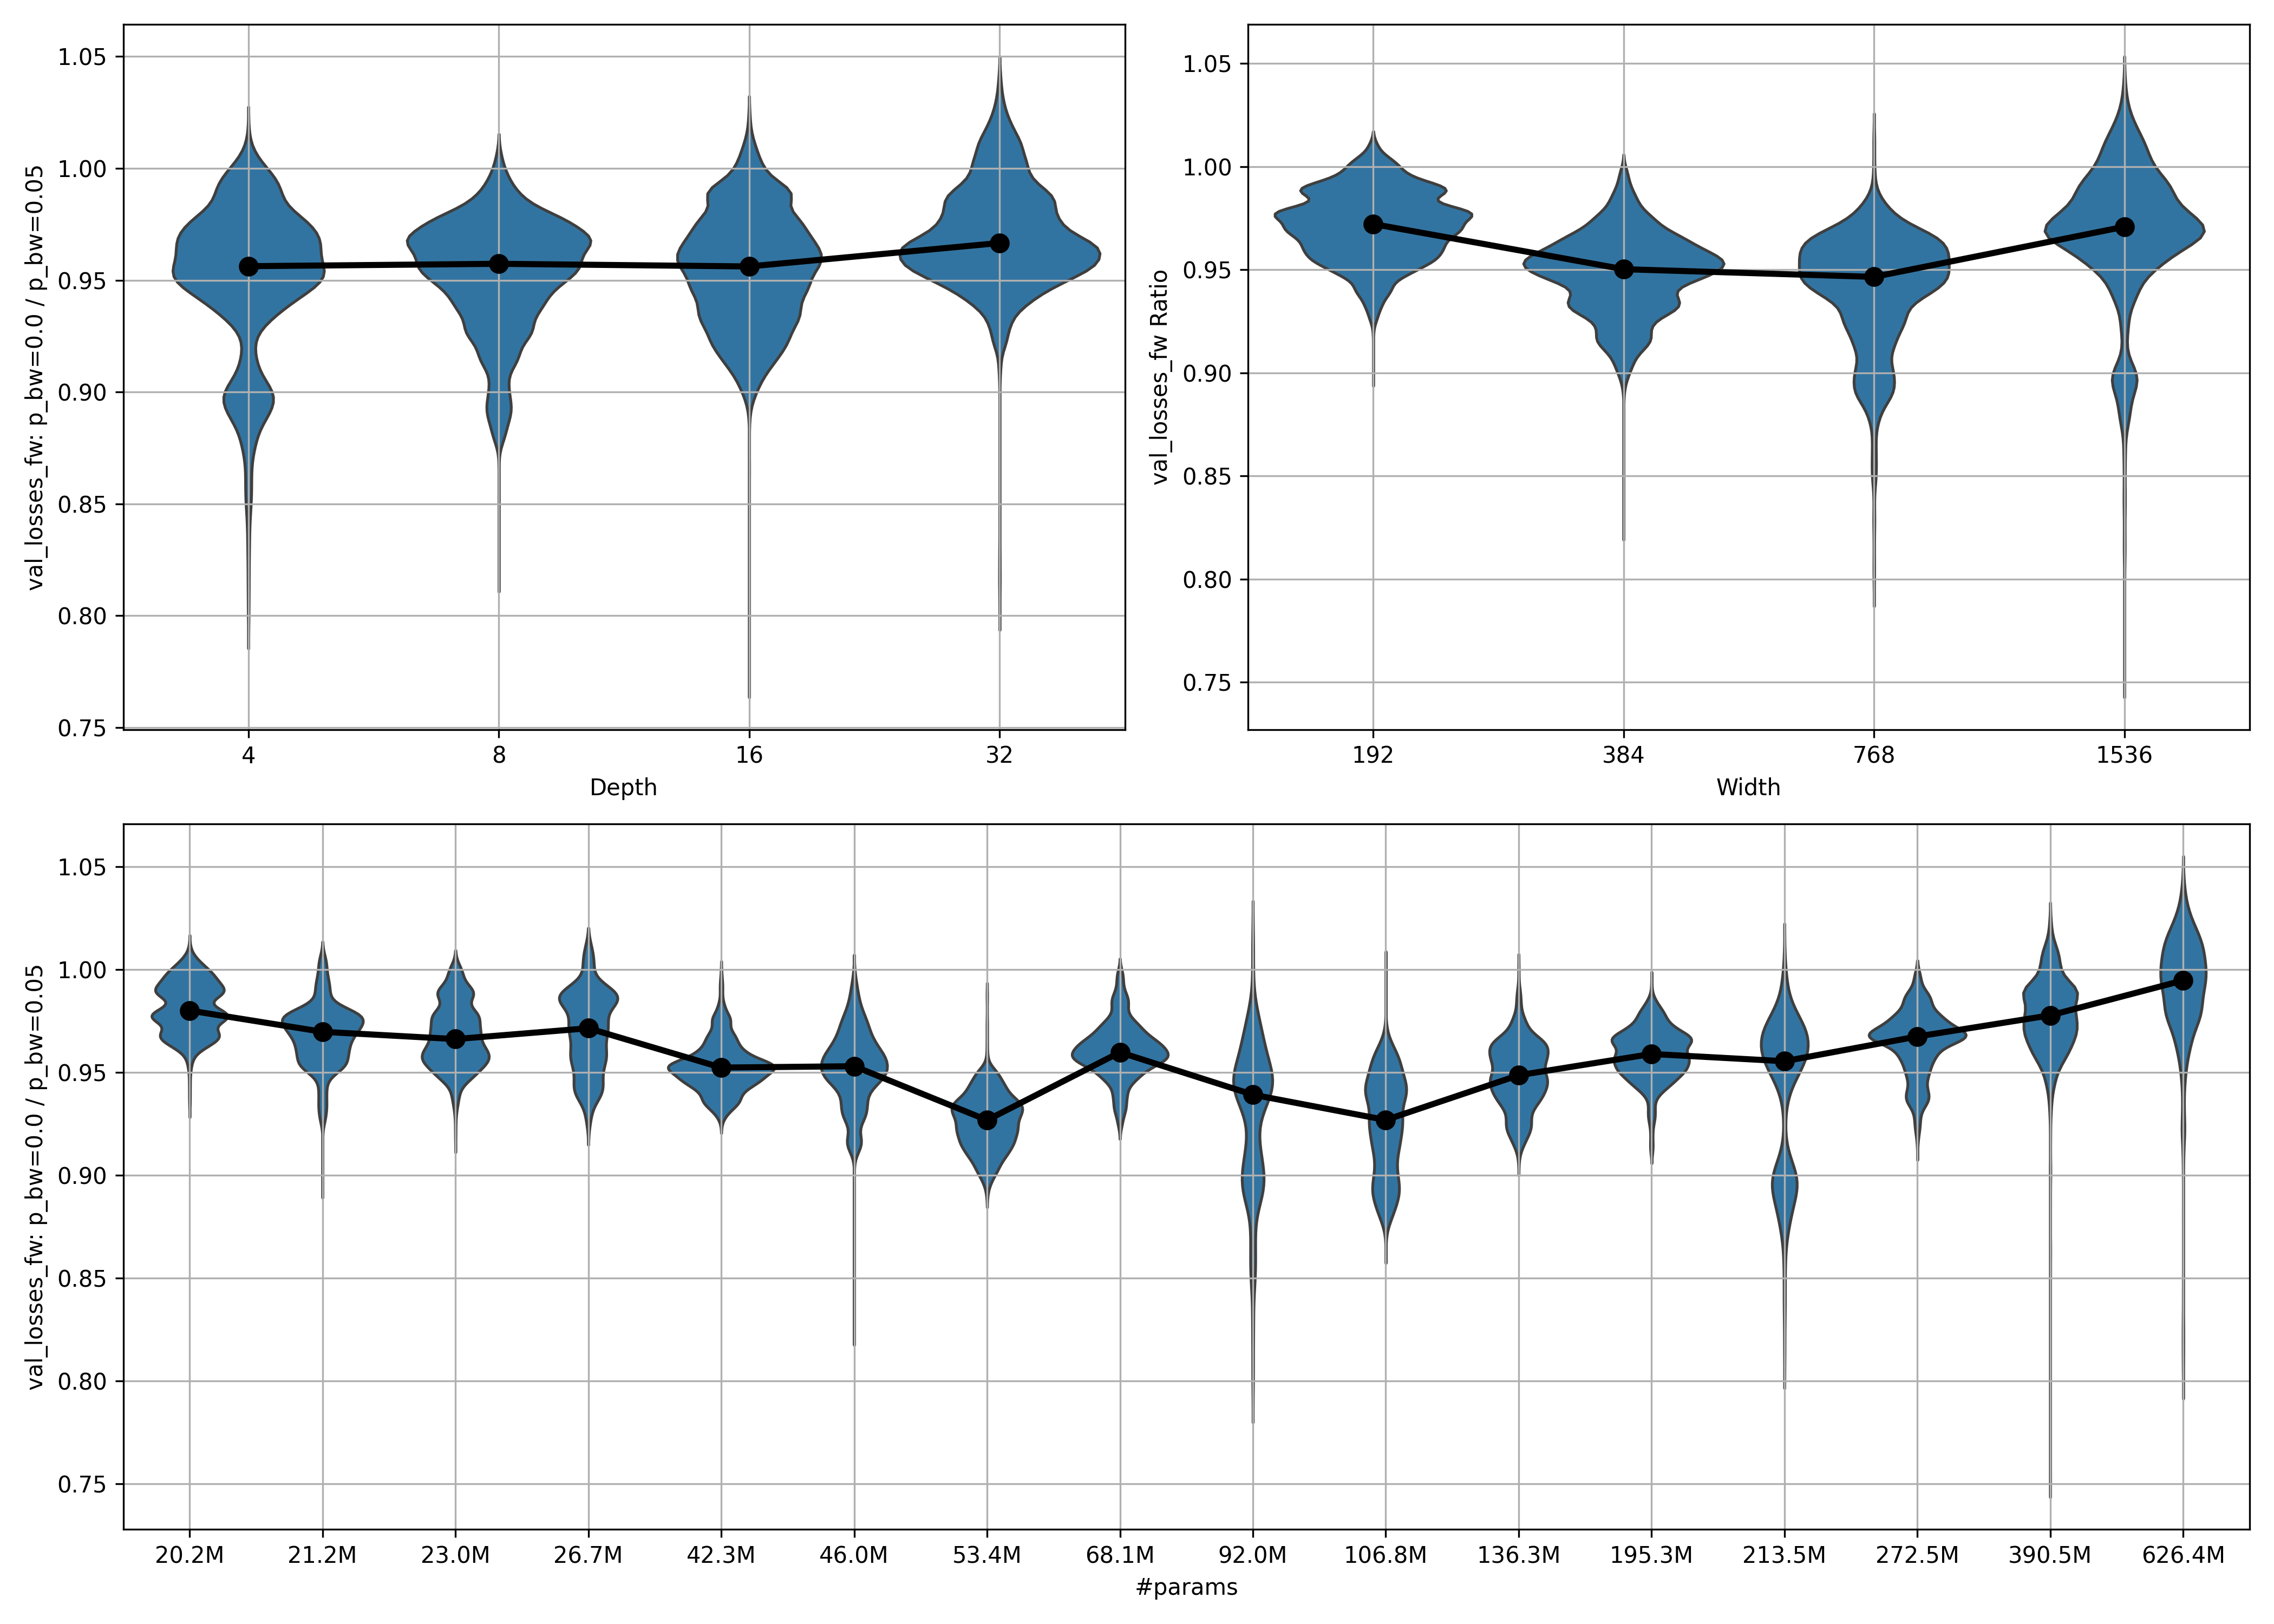 val_losses_fw: p_bw=0.0 / p_bw=0.05
1.05
1.00
0.95
0.90
0.85
0.80
0.75
4 8 16 32
Depth
val_losses_fw Ratio
1.05
1.00
0.95
0.90
0.85
0.80
0.75
192 384 768 1536
Width
val_losses_fw: p_bw=0.0 / p_bw=0.05
1.05
1.00
0.95
0.90
0.85
0.80
0.75
20.2M 21.2M 23.0M 26.7M 42.3M 46.0M 53.4M 68.1M 92.0M 106.8M 136.3M 195.3M 213.5M 272.5M 390.5M 626.4M
#params